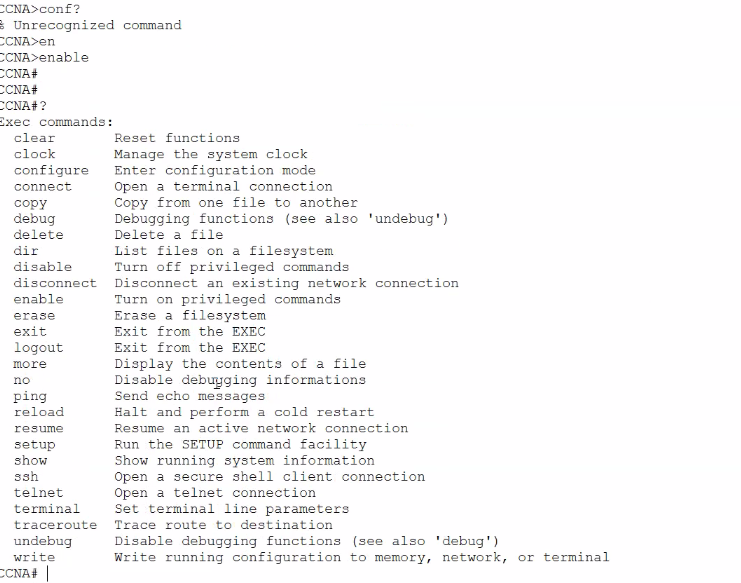 CCNA>conf?
% Unrecognized command
CCNA>en
CCNA>enable
CCNA#
CCNA#
CCNA#?
Exec commands:
clear Reset functions
clock Manage the system clock
configure Enter configuration mode
connect Open a terminal connection
copy Copy from one file to another
debug Debugging functions (see also 'undebug')
delete Delete a file
dir List files on a filesystem
disable Turn off privileged commands
disconnect Disconnect an existing network connection
enable Turn on privileged commands
erase Erase a filesystem
exit Exit from the EXEC
logout Exit from the EXEC
more Display the contents of a file
no Disable debugging informations
ping Send echo messages
reload Halt and perform a cold restart
resume Resume an active network connection
setup Run the SETUP command facility
show Show running system information
ssh Open a secure shell client connection
telnet Open a telnet connection
terminal Set terminal line parameters
traceroute Trace route to destination
undebug Disable debugging functions (see also 'debug')
write Write running configuration to memory, network, or terminal
CCNA#